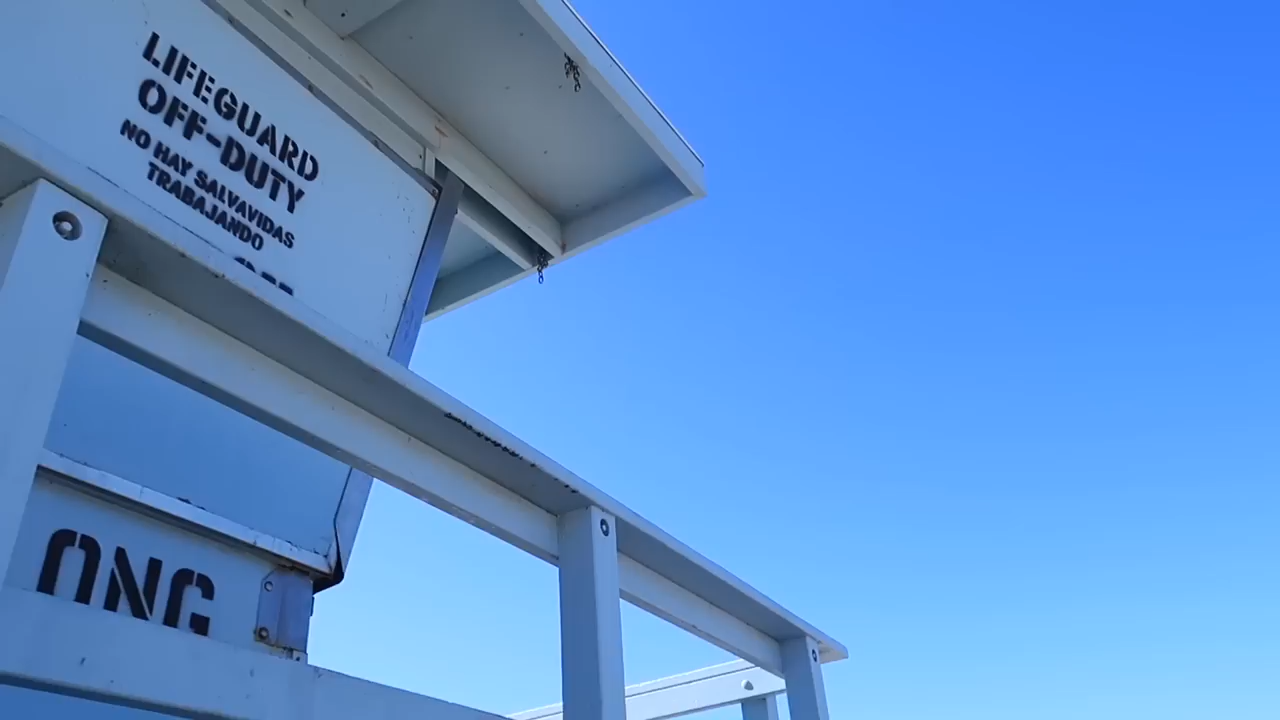 LIFEGUARD
OFF-DUTY
NO HAY SALVAVIDAS
TRABAJANDO
ONG